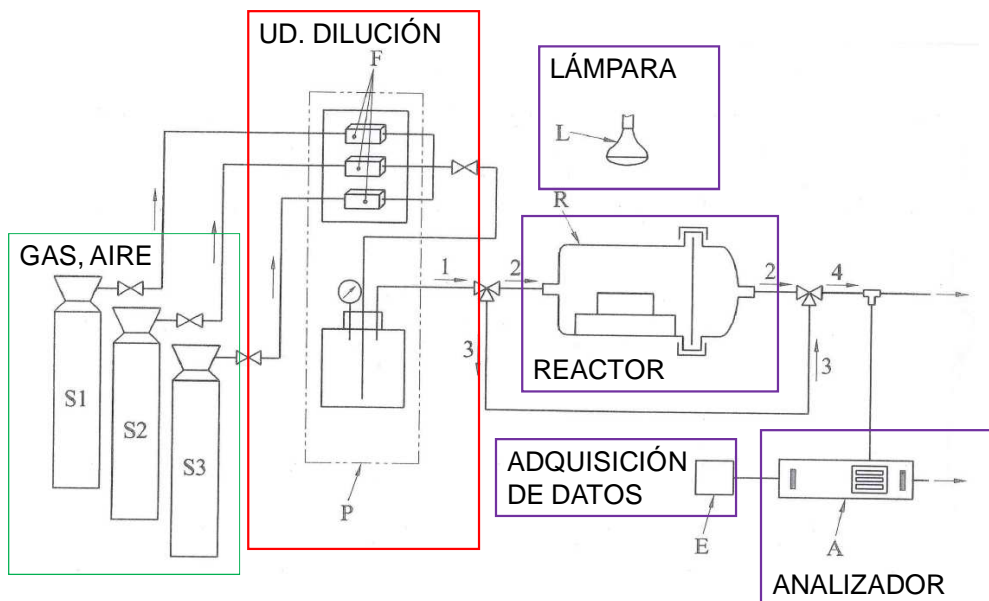 UD. DILUCIÓN
F
LÁMPARA
L
R
GAS, AIRE
1
2
2
4
3
3
S1
S2
S3
REACTOR
ADQUISICIÓN
DE DATOS
P
E
A
ANALIZADOR